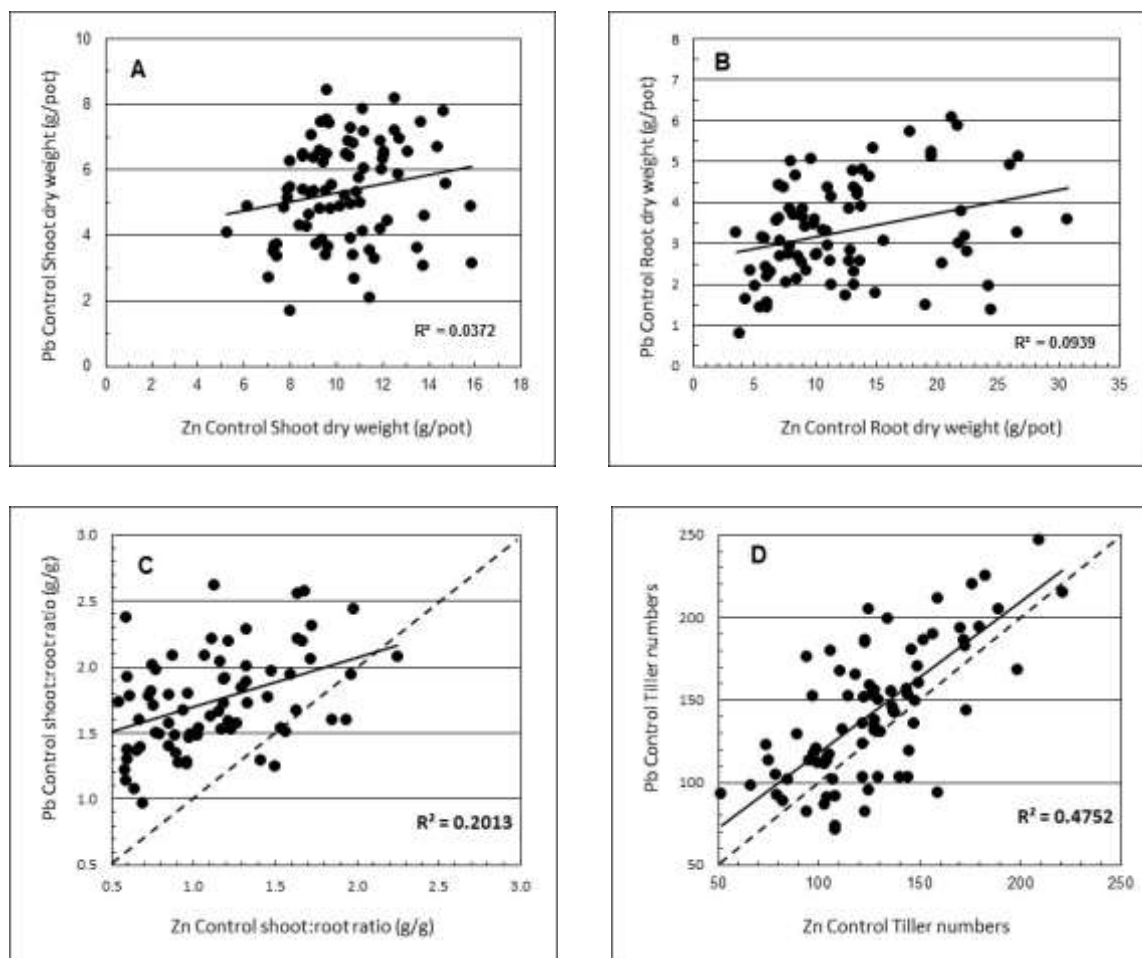 A
Pb Control Shoot dry weight (g/pot)
10
8
6
4
2
0
R² = 0.0372
0 2 4 6 8 10 12 14 16 18
Zn Control Shoot dry weight (g/pot)
B
Pb Control Root dry weight (g/pot)
8
7
6
5
4
3
2
1
0
R² = 0.0939
0 5 10 15 20 25 30 35
Zn Control Root dry weight (g/pot)
C
Pb Control shoot:root ratio (g/g)
3.0
2.5
2.0
1.5
1.0
0.5
R² = 0.2013
0.5 1.0 1.5 2.0 2.5 3.0
Zn Control shoot:root ratio (g/g)
D
Pb Control Tiller numbers
250
200
150
100
50
R² = 0.4752
50 100 150 200 250
Zn Control Tiller numbers